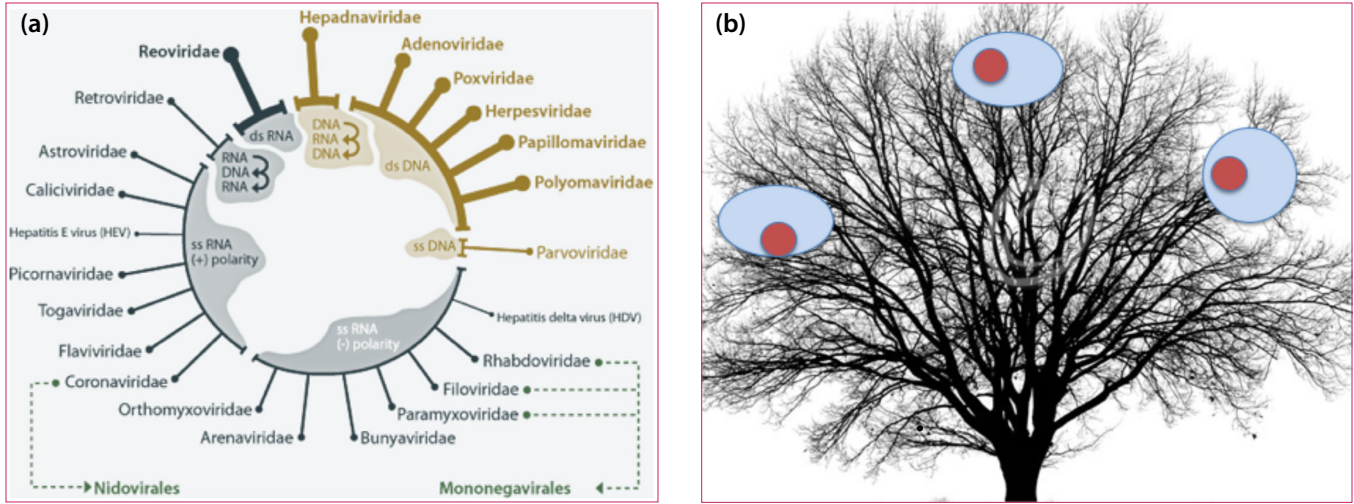 (a)
Hepadnaviridae
Adenoviridae
Reoviridae
Poxviridae
Retroviridae
Herpesviridae
Papillomaviridae
Polyomaviridae
Parvoviridae
Hepatitis delta virus (HDV)
Rhabdoviridae
Filoviridae
Paramyxoviridae
Bunyaviridae
Arenaviridae
Orthomyxoviridae
Coronaviridae
Flaviviridae
Togaviridae
Picornaviridae
Hepatitis E virus (HEV)
Caliciviridae
Astroviridae
ds RNA
DNA
RNA
DNA
ds DNA
RNA
DNA
RNA
ss RNA
(+) polarity
ss DNA
ss RNA
(-) polarity
Nidovirales
Mononegavirales
(b)